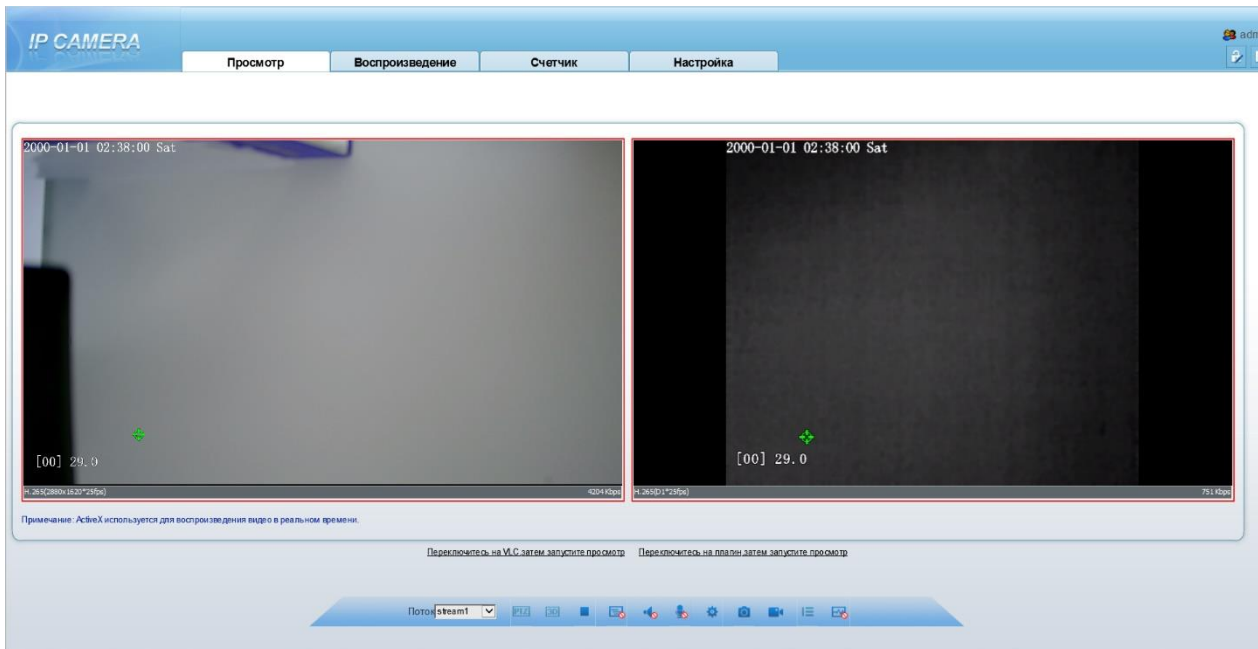 IP CAMERA
adm
Просмотр Воспроизведение Счетчик Настройка
2000-01-01 02:38:00 Sat
[00] 29.0
H.265(2880x1620*25fps) 4204 Kbps
2000-01-01 02:38:00 Sat
[00] 29.0
H.265(D1*25fps) 751 Kbps
Примечание: ActiveX используется для воспроизведения видео в реальном времени.
Переключитесь на VLC,затем запустите просмотр Переключитесь на плагин,затем запустите просмотр
Поток stream1 PTZ 3D